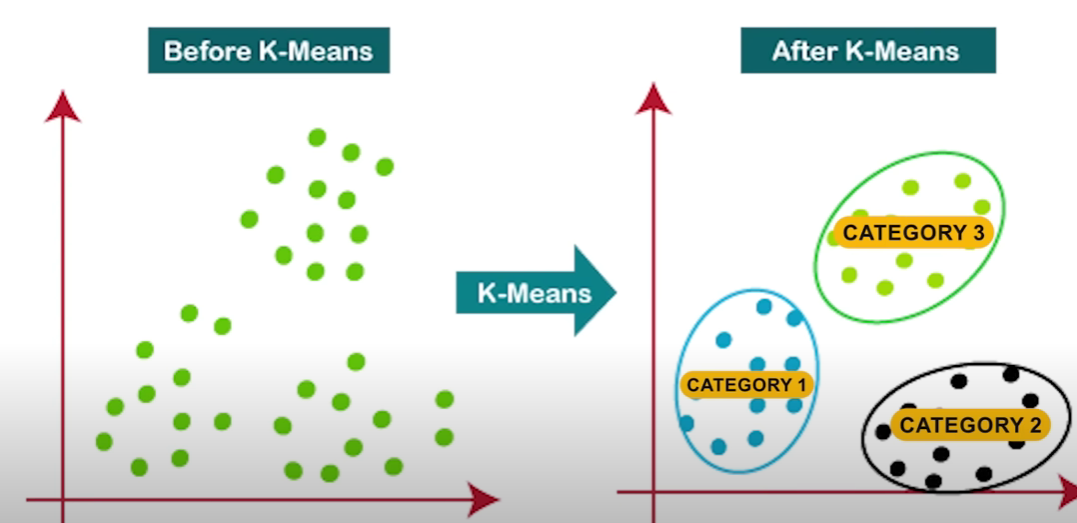 Before K-Means
After K-Means
K-Means
CATEGORY 3
CATEGORY 1
CATEGORY 2